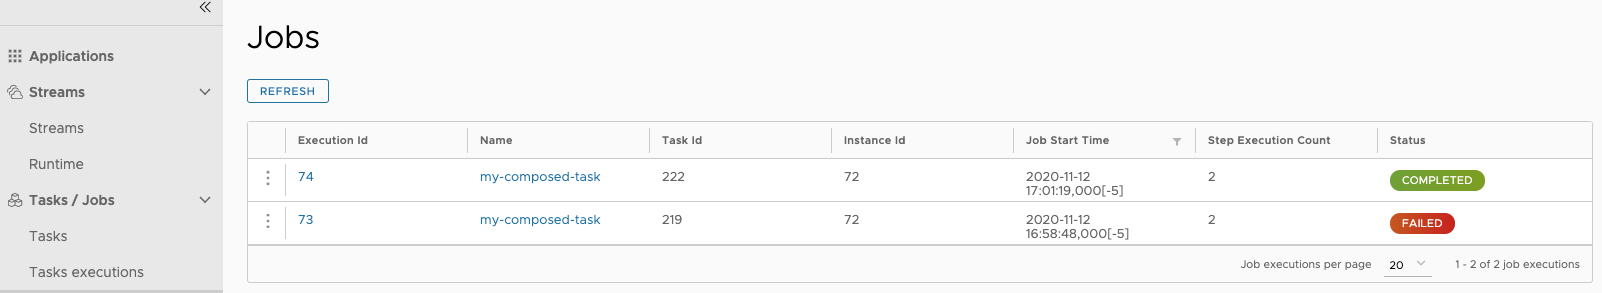 Applications
Streams
Streams
Runtime
Tasks / Jobs
Tasks
Tasks executions
Jobs
REFRESH
Execution Id Name Task Id Instance Id Job Start Time Step Execution Count Status
74 my-composed-task 222 72 2020-11-12 2 COMPLETED
17:01:19,000[-5]
73 my-composed-task 219 72 2020-11-12 2 FAILED
16:58:48,000[-5]
Job executions per page 20 1 - 2 of 2 job executions